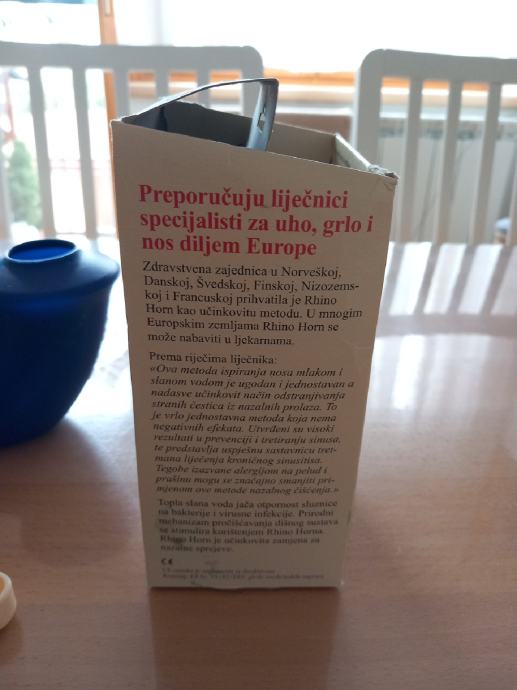 Preporučuju liječnici
specijalisti za uho, grlo i
nos diljem Europe
Zdravstvena zajednica u Norveškoj,
Danskoj, Švedskoj, Finskoj, Nizozems-
koj i Francuskoj prihvatila je Rhino
Horn kao učinkovitu metodu. U mnogim
Europskim zemljama Rhino Horn se
može nabaviti u ljekarnama.
Prema riječima liječnika:
«Ova metoda ispiranja nosa mlakom i
slanom vodom je ugodan i jednostavan a
nadasve učinkovit način odstranjivanja
stranih čestica iz nazalnih prolaza. To
je vrlo jednostavna metoda koja nema
negativnih efekata. Utvrđeni su visoki
rezultati u prevenciji i tretiranju sinusa,
te predstavlja uspješnu sastavnicu tret-
mana liječenja kroničnog sinusitisa.
Tegobe izazvane alergijom na pelud i
prašinu mogu se značajno smanjiti pri-
mjenom ove metode nazalnog čišćenja.»
Topla slana voda jača otpornost sluznice
na bakterije i virusne infekcije. Prirodni
mehanizam pročišćavanja dišnog sustava
se stimulira korištenjem Rhino Horna.
Rhino Horn je učinkovita zamjena za
nazalne sprejeve.
CE